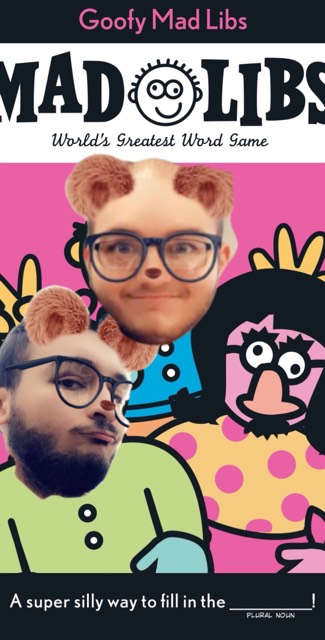 Goofy Mad Libs
MAD LIBS
World's Greatest Word Game
A super silly way to fill in the ________!
PLURAL NOUN